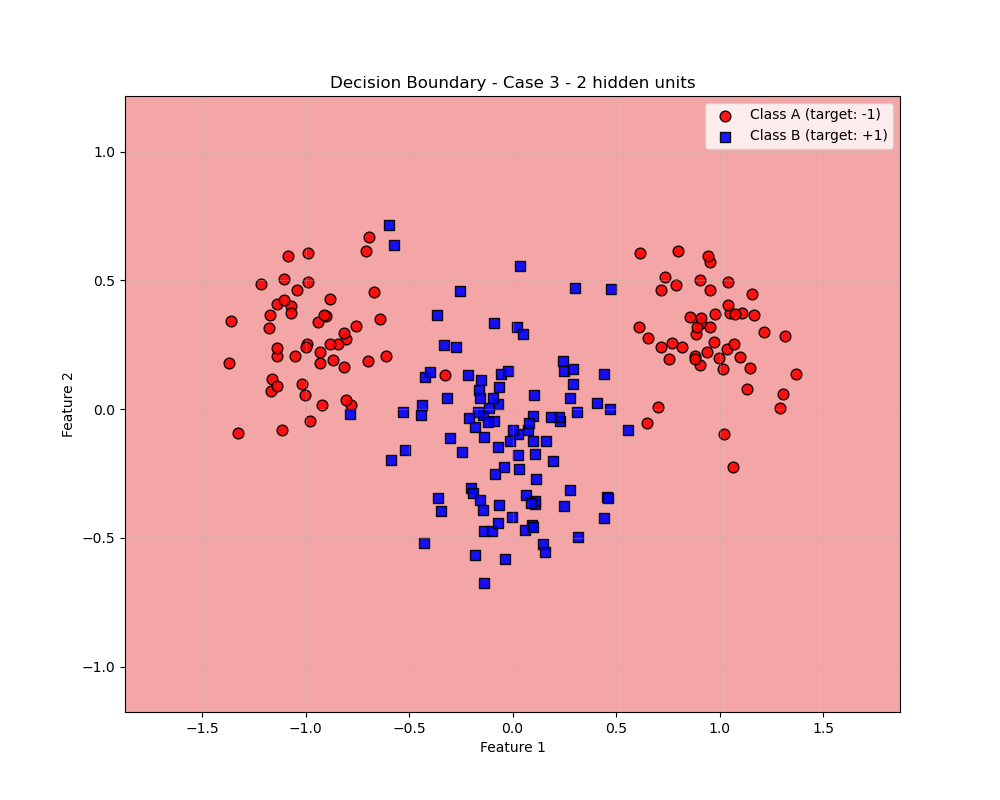 Decision Boundary - Case 3 - 2 hidden units
Class A (target: -1)
Class B (target: +1)
1.0
0.5
0.0
−0.5
−1.0
Feature 2
−1.5
−1.0
−0.5
0.0
0.5
1.0
1.5
Feature 1